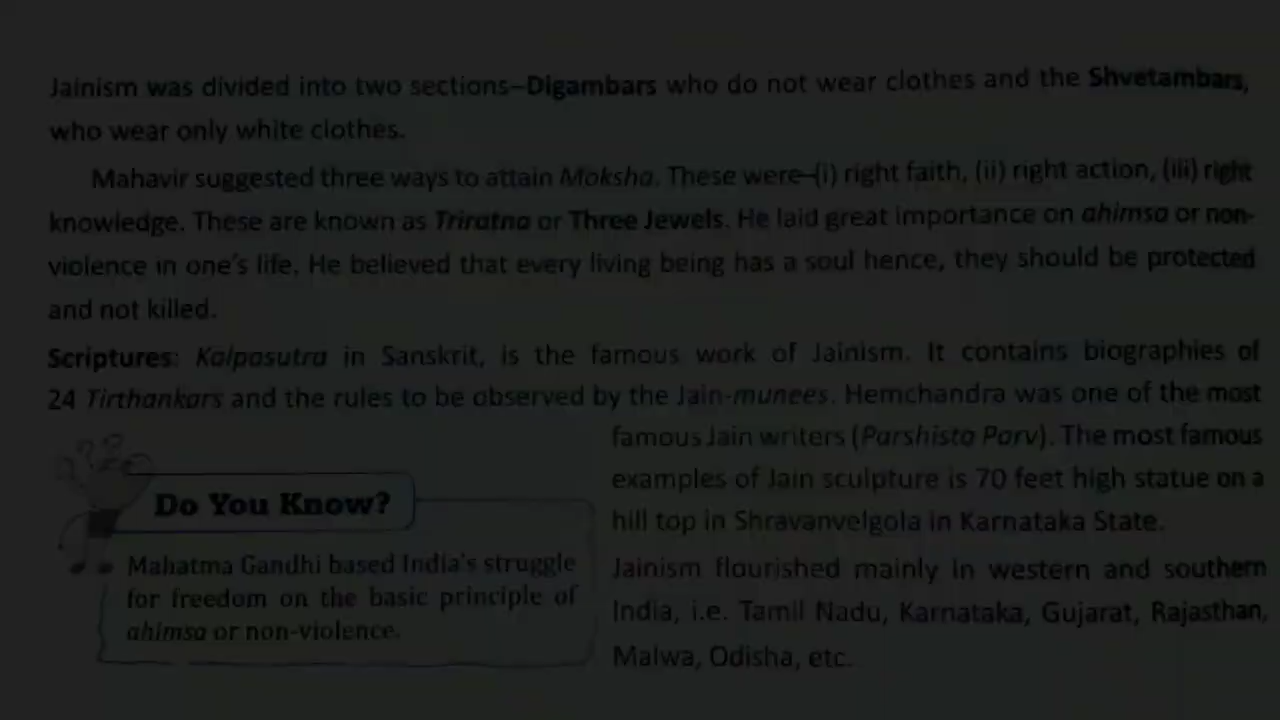 Jainism was divided into two sections–Digambars who do not wear clothes and the Shvetambars,
who wear only white clothes.
Mahavir suggested three ways to attain Moksha. These were–(i) right faith, (ii) right action, (iii) right
knowledge. These are known as Triratna or Three Jewels. He laid great importance on ahimsa or non-
violence in one's life. He believed that every living being has a soul hence, they should be protected
and not killed.
Scriptures: Kalpasutra in Sanskrit, is the famous work of Jainism. It contains biographies of
24 Tirthankars and the rules to be observed by the Jain-munees. Hemchandra was one of the most
famous Jain writers (Parshista Parv). The most famous
examples of Jain sculpture is 70 feet high statue on a
hill top in Shravanvelgola in Karnataka State.
Jainism flourished mainly in western and southern
India, i.e. Tamil Nadu, Karnataka, Gujarat, Rajasthan,
Malwa, Odisha, etc.
Do You Know?
Mahatma Gandhi based India's struggle
for freedom on the basic principle of
ahimsa or non-violence.